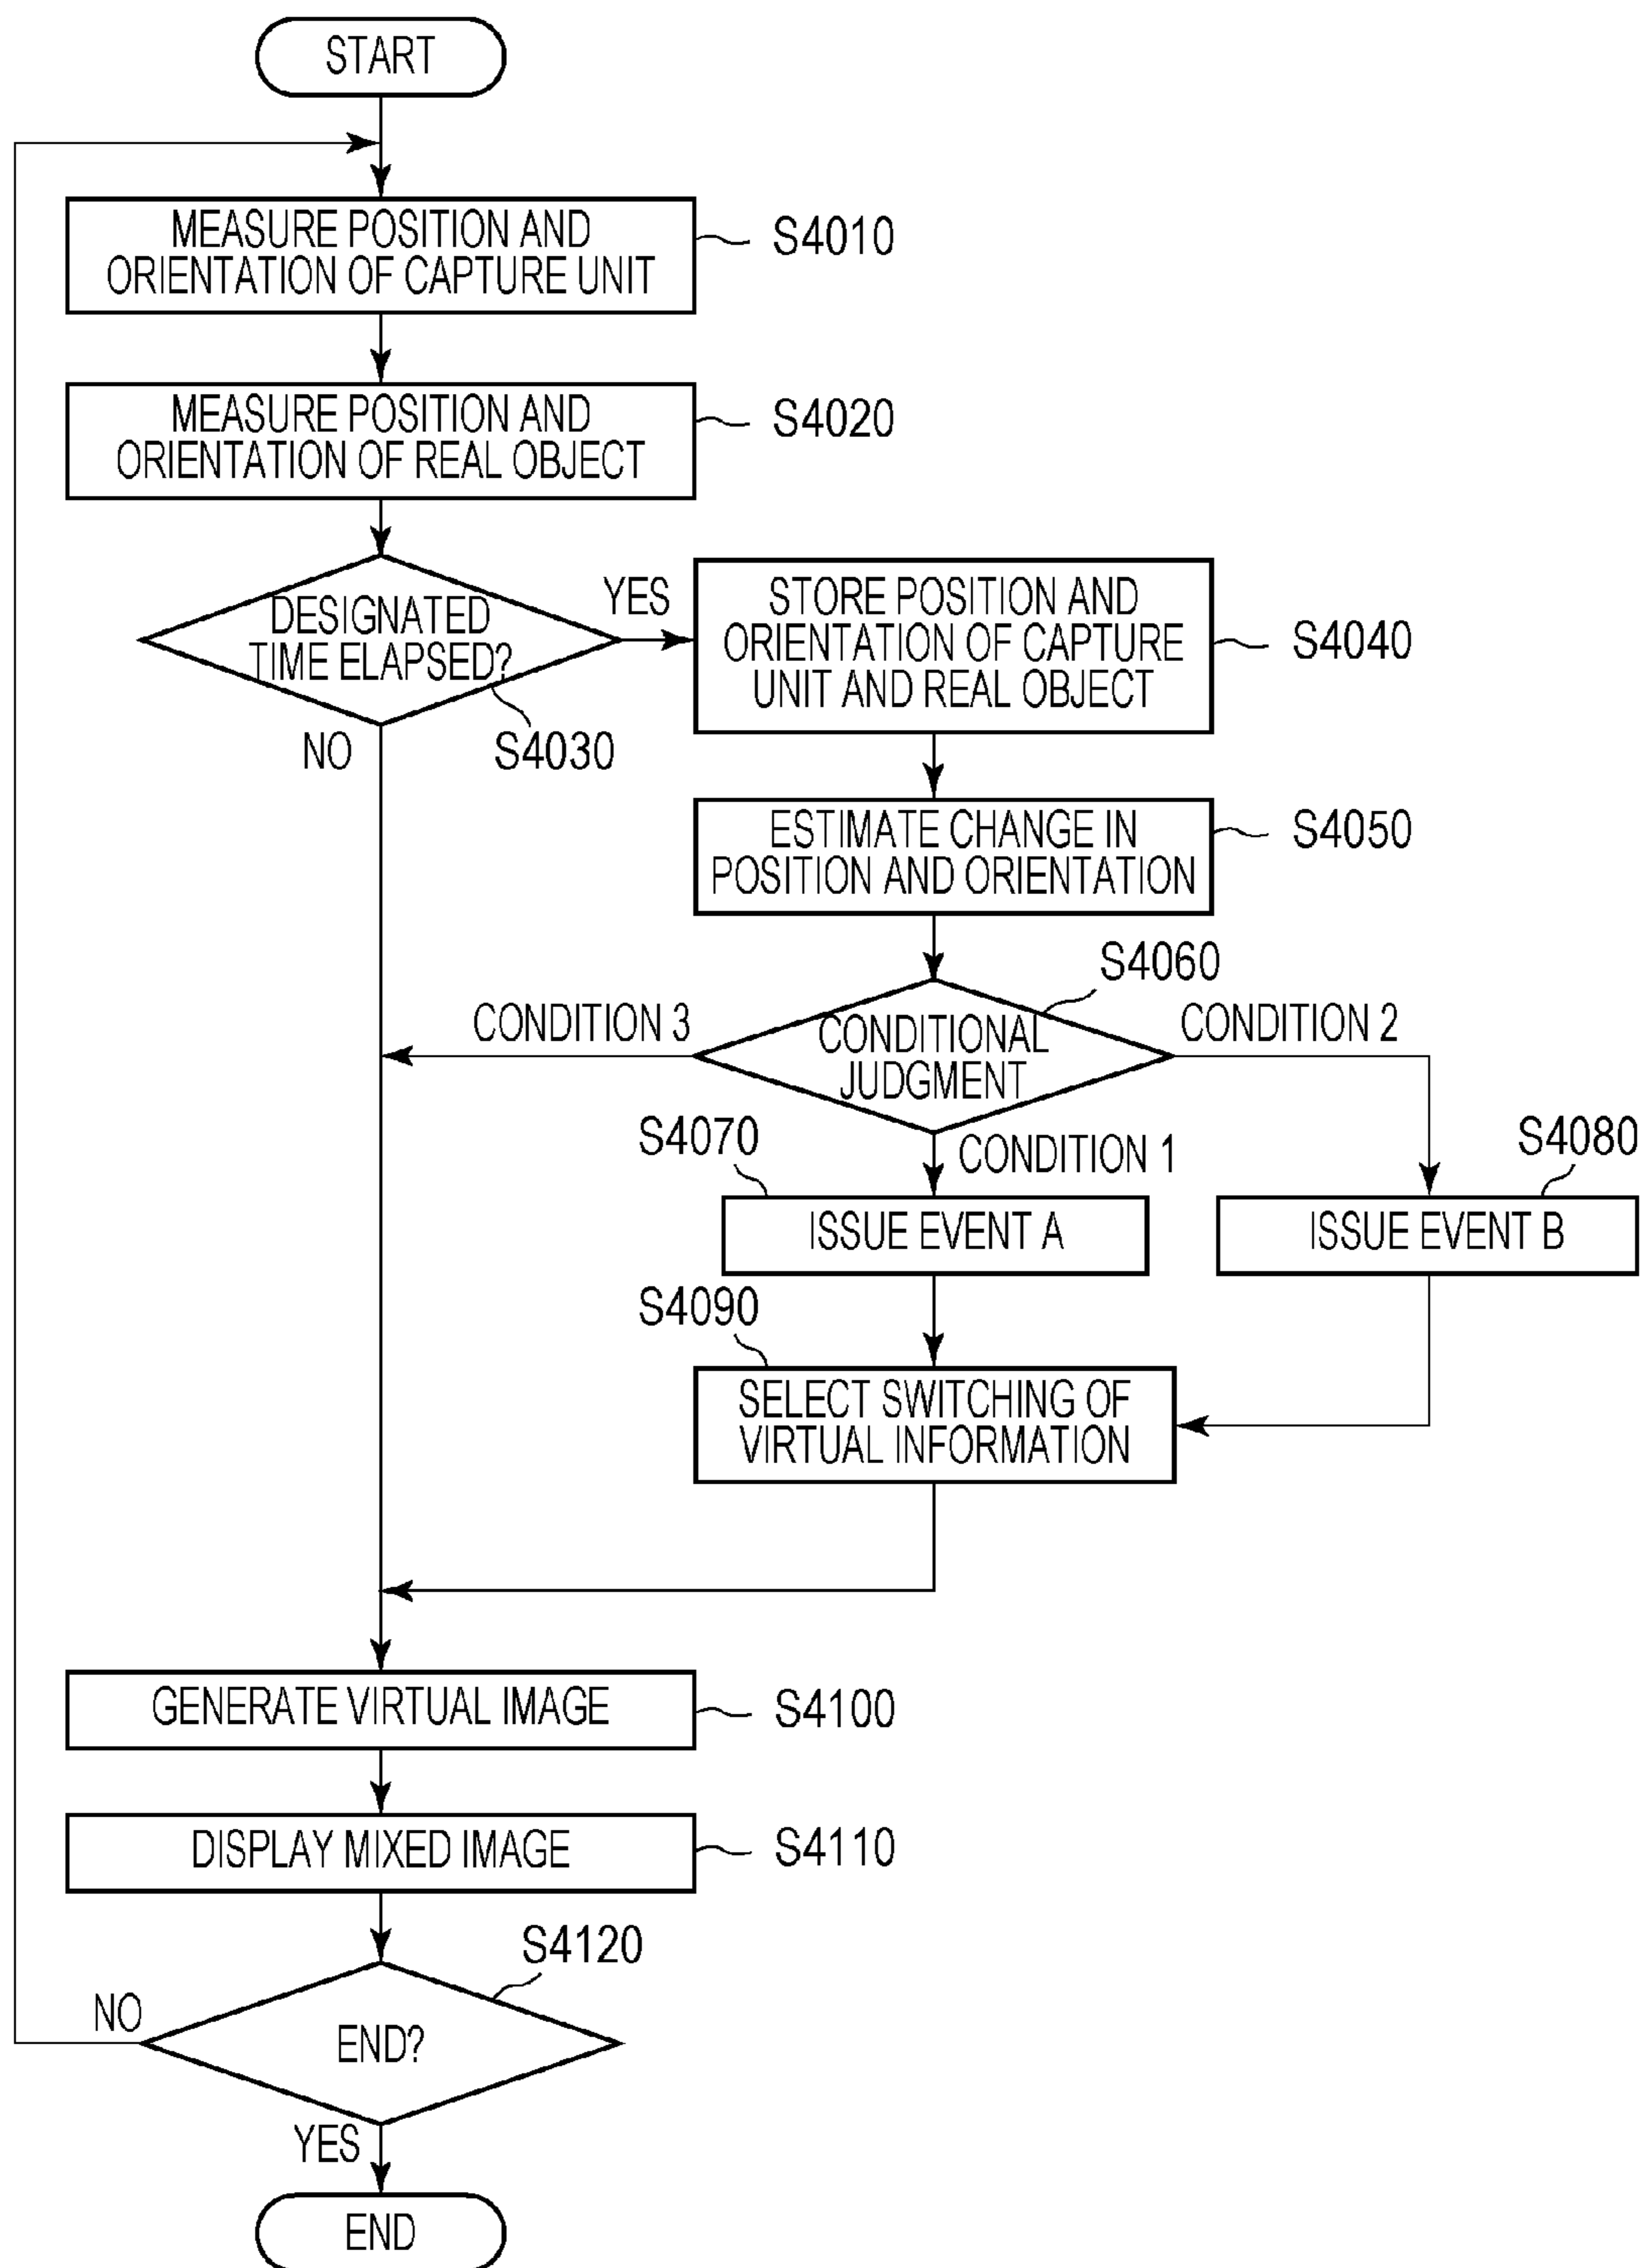 START
MEASURE POSITION AND
ORIENTATION OF CAPTURE UNIT
S4010
MEASURE POSITION AND
ORIENTATION OF REAL OBJECT
S4020
DESIGNATED
TIME ELAPSED?
S4030
YES
NO
STORE POSITION AND
ORIENTATION OF CAPTURE
UNIT AND REAL OBJECT
S4040
ESTIMATE CHANGE IN
POSITION AND ORIENTATION
S4050
S4060
CONDITIONAL
JUDGMENT
CONDITION 3
CONDITION 2
CONDITION 1
S4070
ISSUE EVENT A
S4080
ISSUE EVENT B
S4090
SELECT SWITCHING OF
VIRTUAL INFORMATION
GENERATE VIRTUAL IMAGE
S4100
DISPLAY MIXED IMAGE
S4110
S4120
END?
NO
YES
END